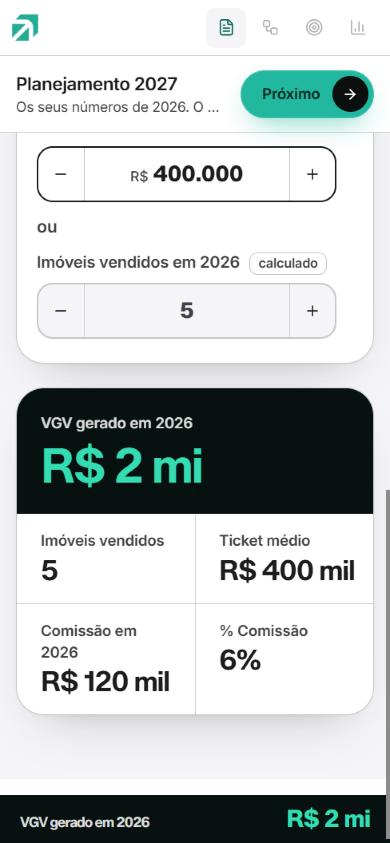 Planejamento 2027
Os seus números de 2026. O ...
Próximo
− R$ 400.000 +
ou
Imóveis vendidos em 2026 calculado
− 5 +
VGV gerado em 2026
R$ 2 mi
Imóveis vendidos
5
Ticket médio
R$ 400 mil
Comissão em
2026
R$ 120 mil
% Comissão
6%
VGV gerado em 2026
R$ 2 mi